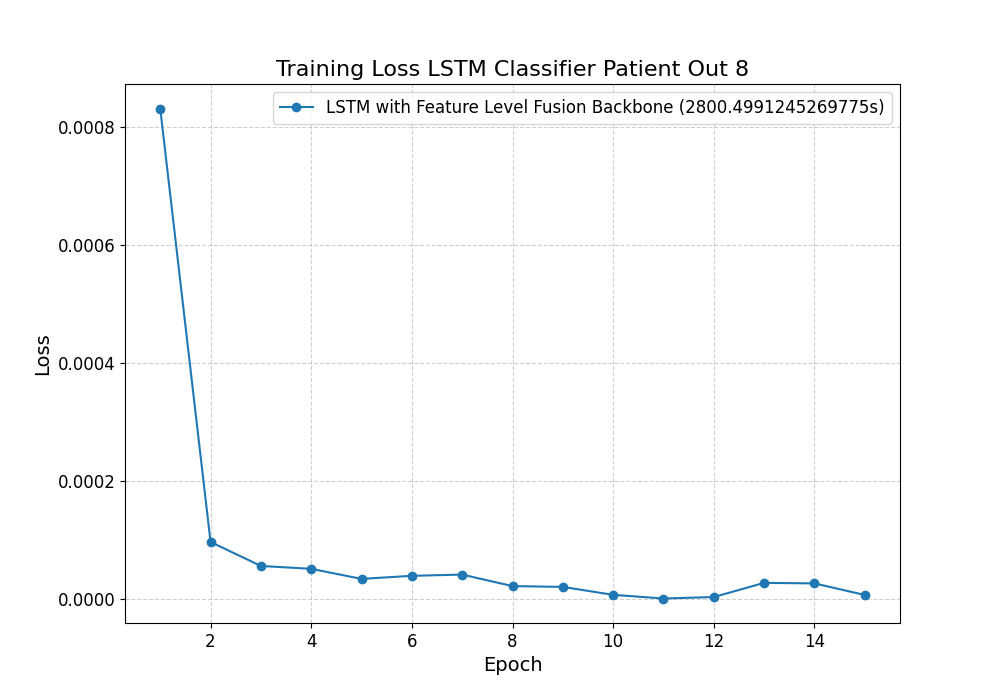 Training Loss LSTM Classifier Patient Out 8
LSTM with Feature Level Fusion Backbone (2800.4991245269775s)
0.0008
0.0006
0.0004
0.0002
0.0000
Loss
2 4 6 8 10 12 14
Epoch